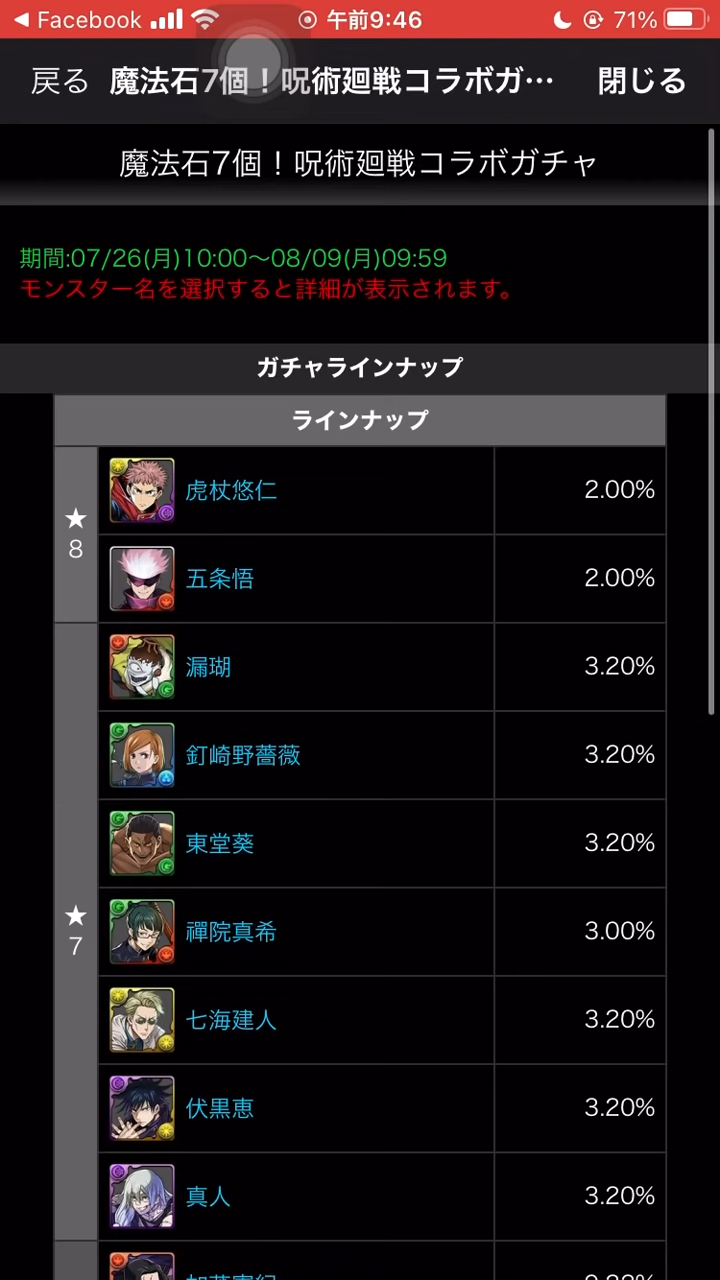 ◀ Facebook 午前9:46 71%
戻る 魔法石7個！呪術廻戦コラボガ… 閉じる
魔法石7個！呪術廻戦コラボガチャ
期間:07/26(月)10:00〜08/09(月)09:59
モンスター名を選択すると詳細が表示されます。
ガチャラインナップ
ラインナップ
★8
虎杖悠仁 2.00%
五条悟 2.00%
★7
漏瑚 3.20%
釘崎野薔薇 3.20%
東堂葵 3.20%
禪院真希 3.00%
七海建人 3.20%
伏黒恵 3.20%
真人 3.20%